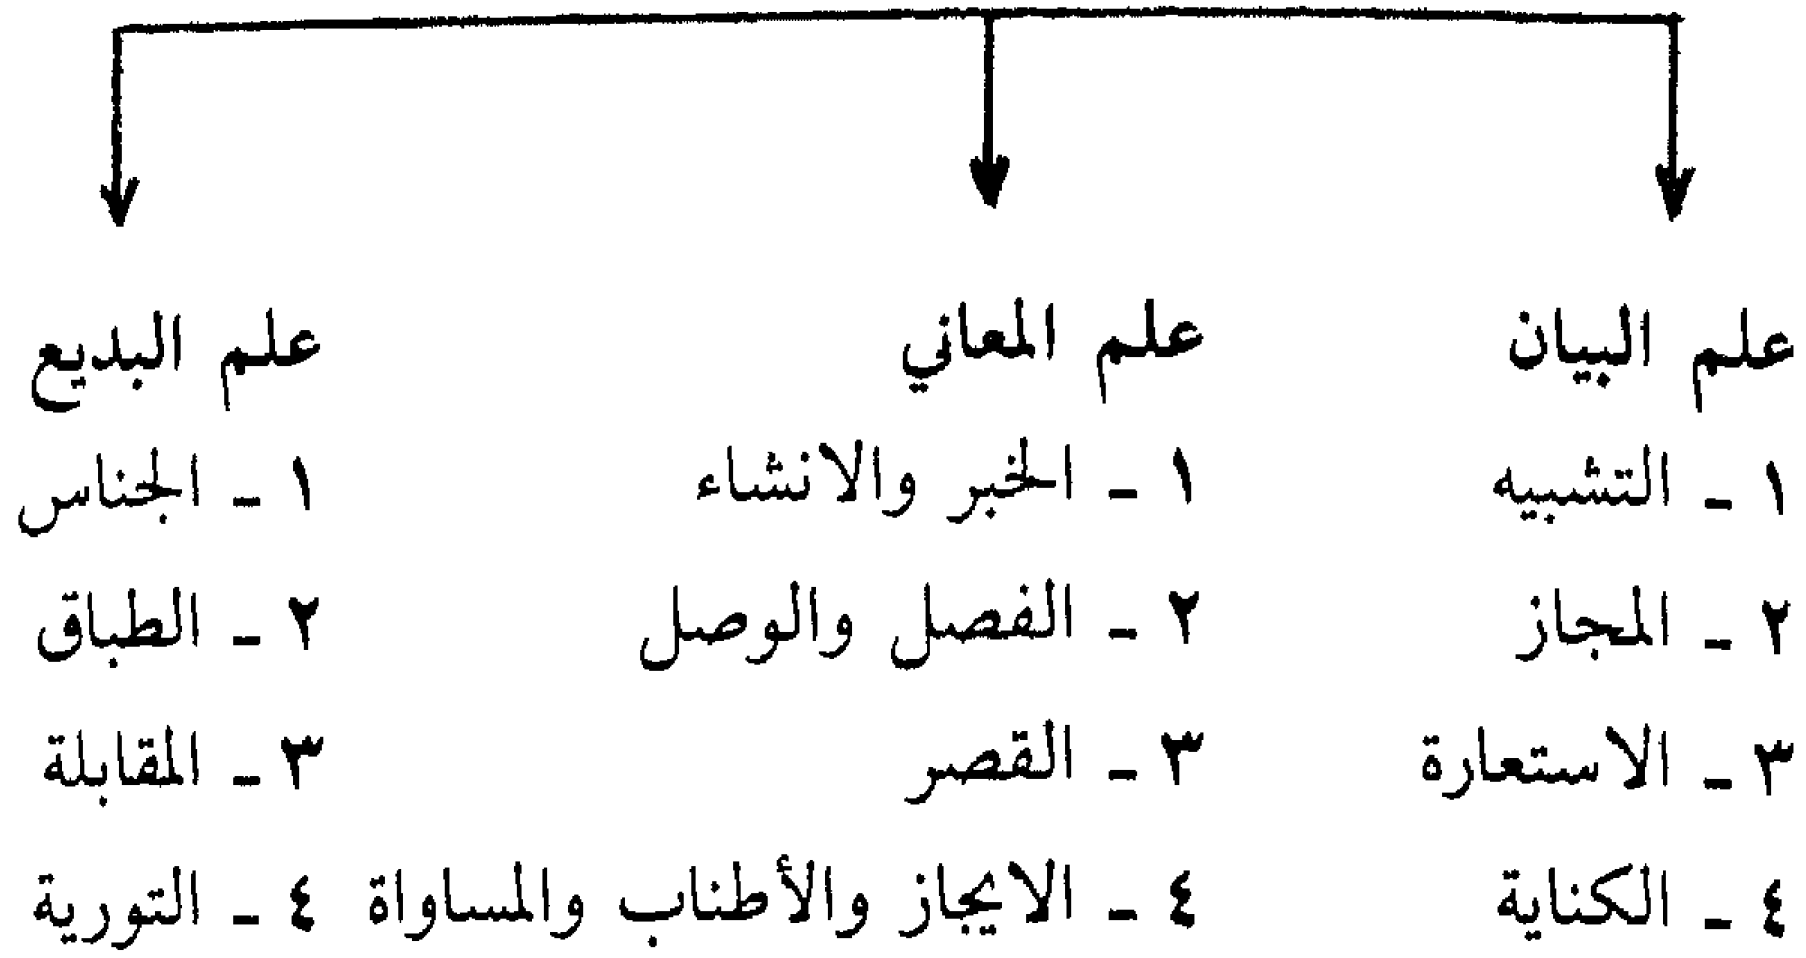 علم البيان
١ - التشبيه
٢ - المجاز
٣ - الاستعارة
٤ - الكناية
علم المعاني
١ - الخبر والانشاء
٢ - الفصل والوصل
٣ - القصر
٤ - الايجاز والأطناب والمساواة
علم البديع
١ - الجناس
٢ - الطباق
٣ - المقابلة
٤ - التورية